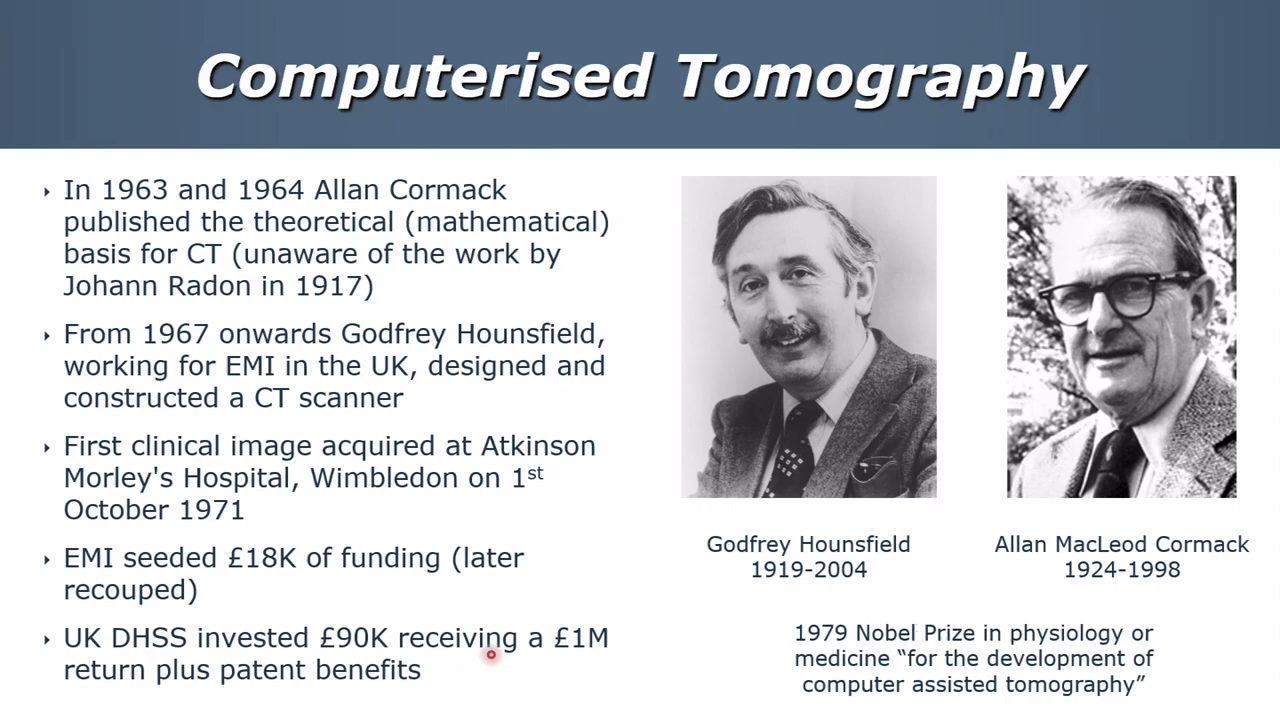 Computerised Tomography
In 1963 and 1964 Allan Cormack
published the theoretical (mathematical)
basis for CT (unaware of the work by
Johann Radon in 1917)
From 1967 onwards Godfrey Hounsfield,
working for EMI in the UK, designed and
constructed a CT scanner
First clinical image acquired at Atkinson
Morley's Hospital, Wimbledon on 1st
October 1971
EMI seeded £18K of funding (later
recouped)
UK DHSS invested £90K receiving a £1M
return plus patent benefits
Godfrey Hounsfield
1919-2004
Allan MacLeod Cormack
1924-1998
1979 Nobel Prize in physiology or
medicine “for the development of
computer assisted tomography”